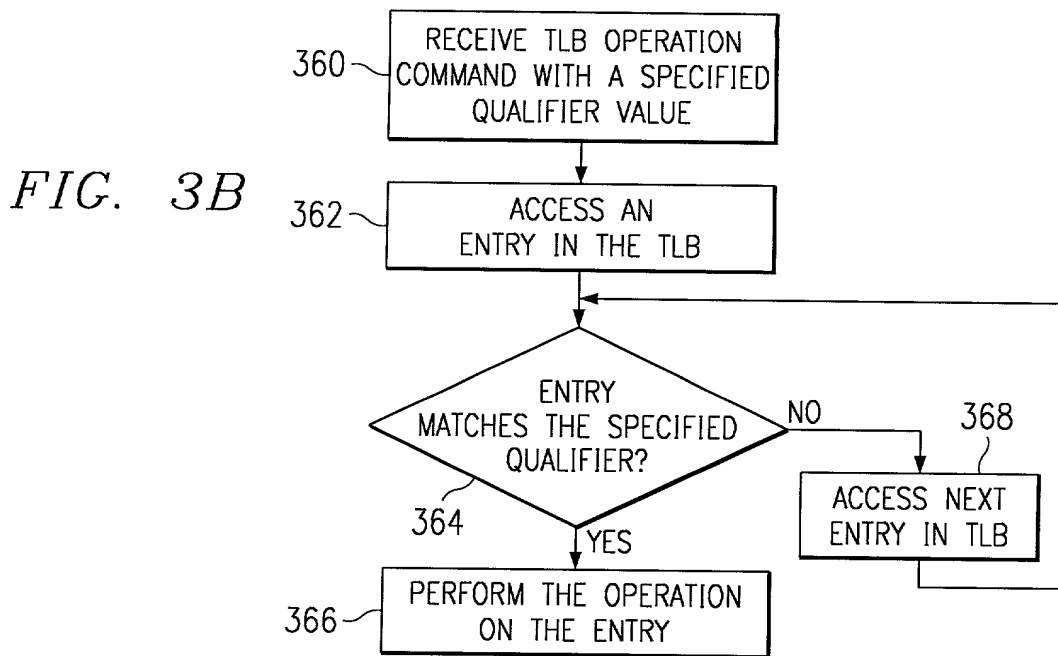 360
RECEIVE TLB OPERATION
COMMAND WITH A SPECIFIED
QUALIFIER VALUE
FIG. 3B
362
ACCESS AN
ENTRY IN THE TLB
ENTRY
MATCHES THE SPECIFIED
QUALIFIER?
NO
364
YES
368
ACCESS NEXT
ENTRY IN TLB
366
PERFORM THE OPERATION
ON THE ENTRY